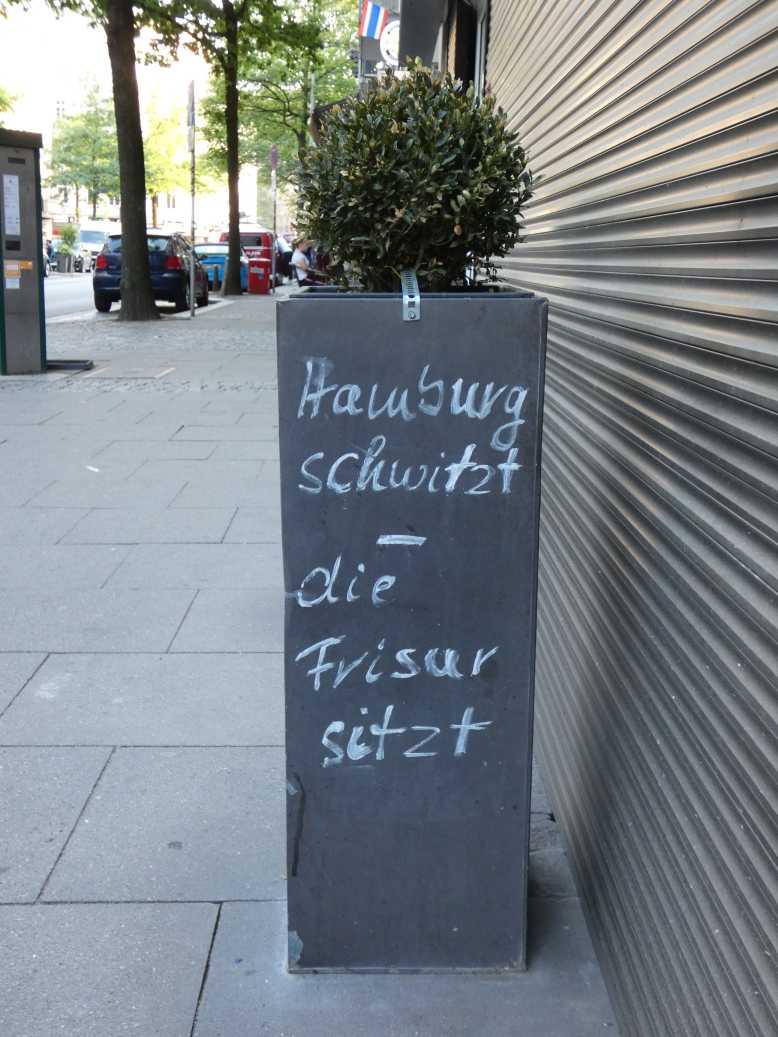 Hamburg
schwitzt
–
die
Frisur
sitzt